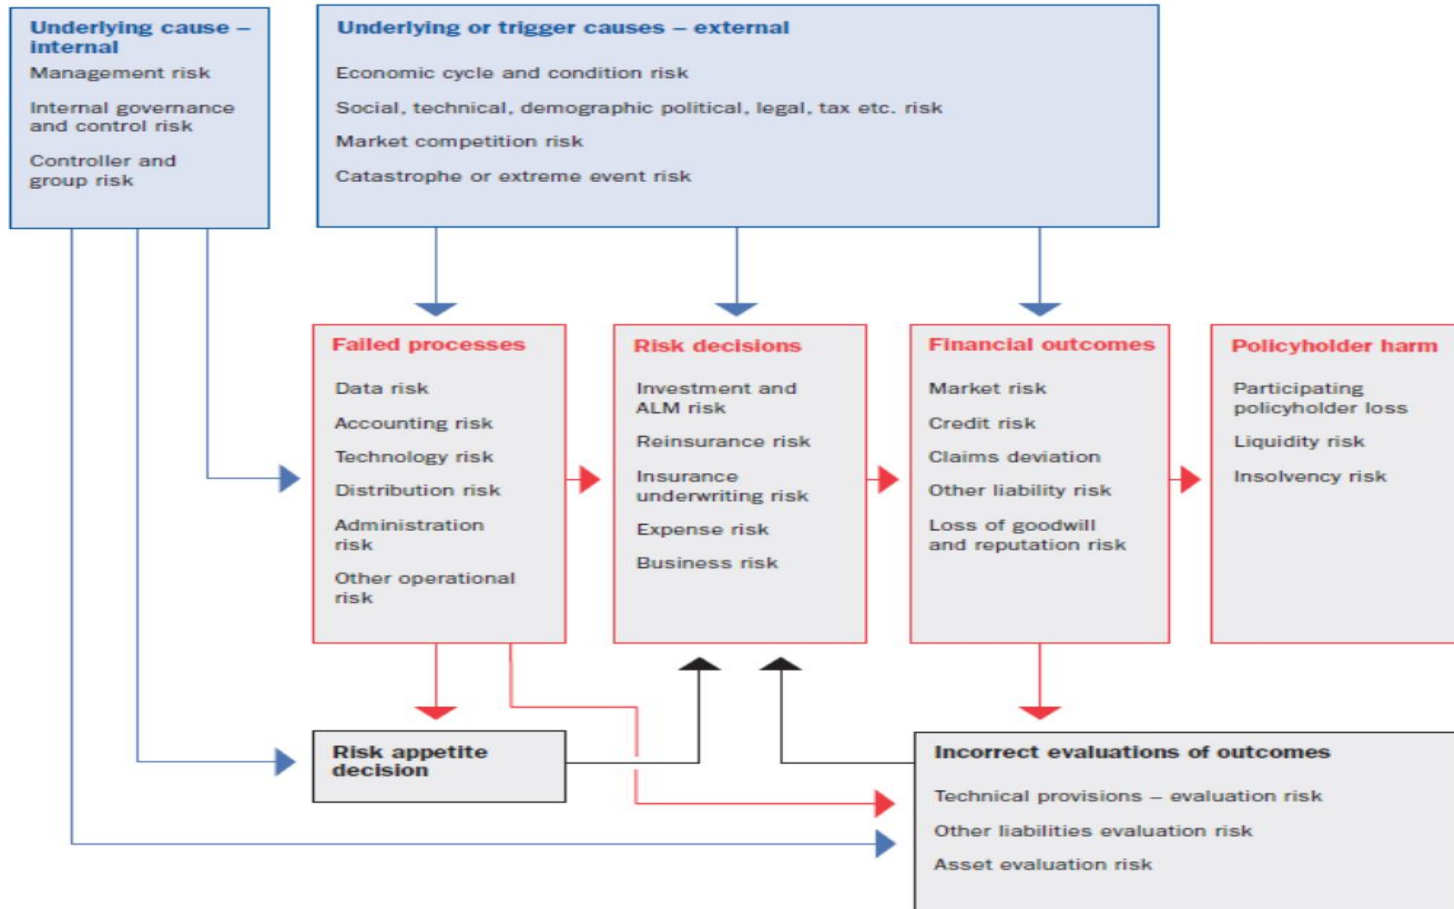 Underlying cause –
internal
Management risk
Internal governance
and control risk
Controller and
group risk
Underlying or trigger causes – external
Economic cycle and condition risk
Social, technical, demographic political, legal, tax etc. risk
Market competition risk
Catastrophe or extreme event risk
Failed processes
Data risk
Accounting risk
Technology risk
Distribution risk
Administration
risk
Other operational
risk
Risk decisions
Investment and
ALM risk
Reinsurance risk
Insurance
underwriting risk
Expense risk
Business risk
Financial outcomes
Market risk
Credit risk
Claims deviation
Other liability risk
Loss of goodwill
and reputation risk
Policyholder harm
Participating
policyholder loss
Liquidity risk
Insolvency risk
Risk appetite
decision
Incorrect evaluations of outcomes
Technical provisions – evaluation risk
Other liabilities evaluation risk
Asset evaluation risk